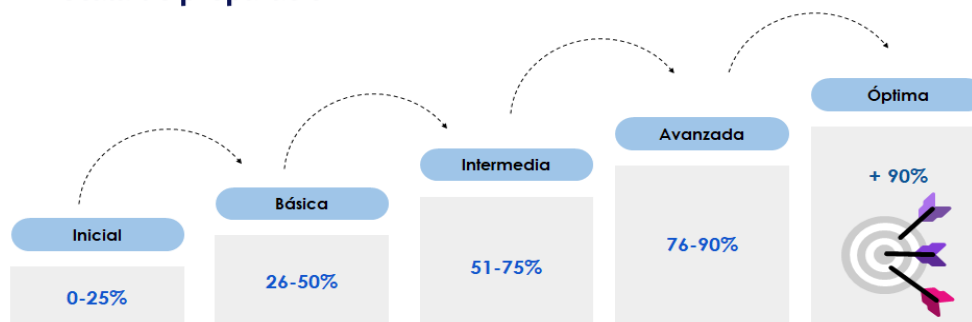 Inicial
0-25%
Básica
26-50%
Intermedia
51-75%
Avanzada
76-90%
Óptima
+ 90%